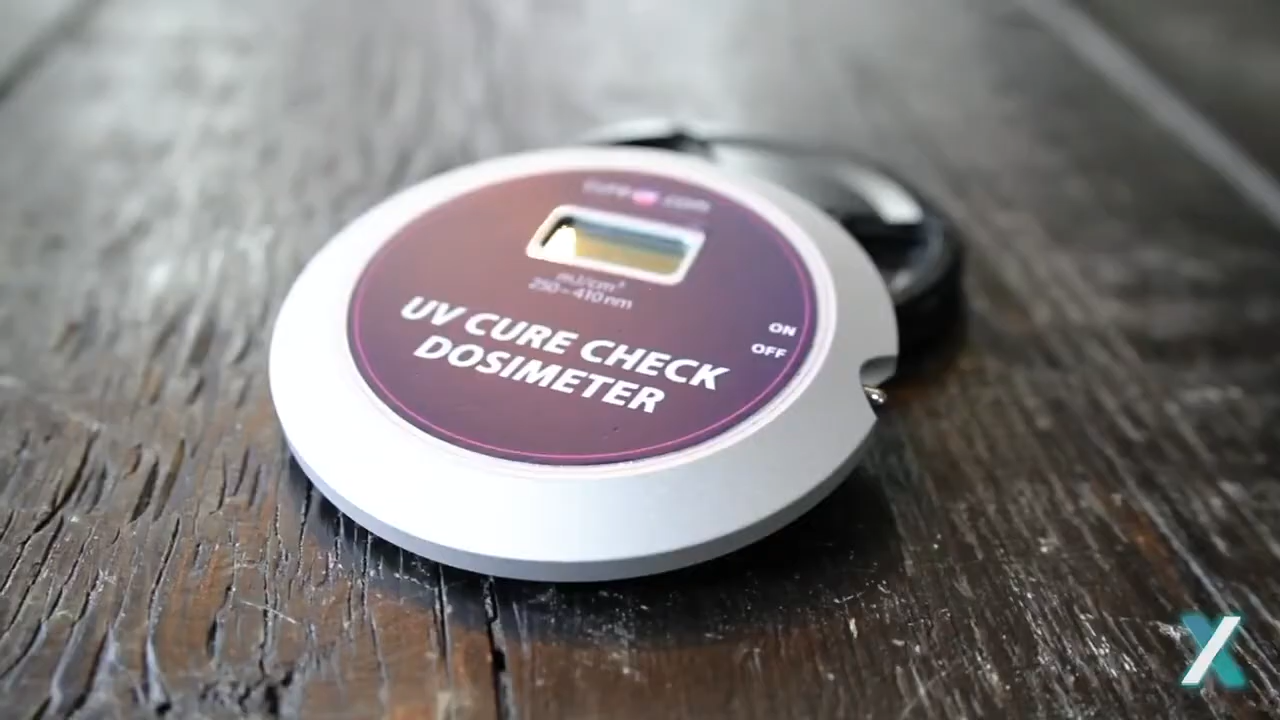 mJ/cm²
250–410 nm
UV CURE CHECK
DOSIMETER
ON
OFF
X